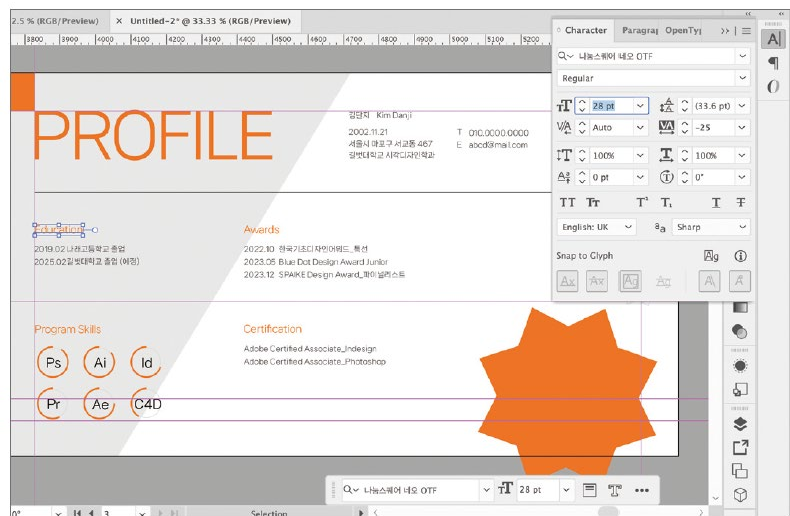 2.5 % (RGB/Preview)
× Untitled-2* @ 33.33 % (RGB/Preview)
3800 3900 4000 4100 4200 4300 4400 4500 4600 4700 4800 4900 5000 5100 5200
Character Paragraph OpenTyp
나눔스퀘어 네오 OTF
Regular
28 pt (33.6 pt)
Auto -25
100% 100%
0 pt 0°
English: UK Sharp
Snap to Glyph
PROFILE
김단지 Kim Danji
2002.11.21
서울시 마포구 서교동 467
길벗대학교 시각디자인학과
T 010.0000.0000
E abcd@mail.com
Education
2019.02 나래고등학교 졸업
2025.02 길벗대학교 졸업 (예정)
Awards
2022.10 한국기초디자인어워드_특선
2023.05 Blue Dot Design Award Junior
2023.12 SPAIKE Design Award_파이널리스트
Program Skills
Ps Ai Id
Pr Ae C4D
Certification
Adobe Certified Associate_Indesign
Adobe Certified Associate_Photoshop
나눔스퀘어 네오 OTF 28 pt
0° 3 Selection